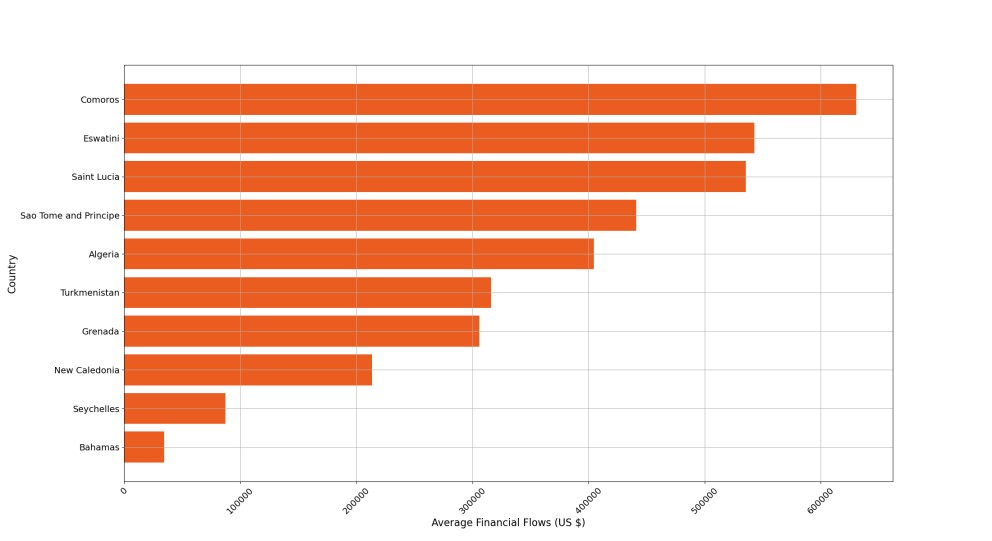 Comoros
Eswatini
Saint Lucia
Sao Tome and Principe
Algeria
Turkmenistan
Grenada
New Caledonia
Seychelles
Bahamas
Country
0
100000
200000
300000
400000
500000
600000
Average Financial Flows (US $)